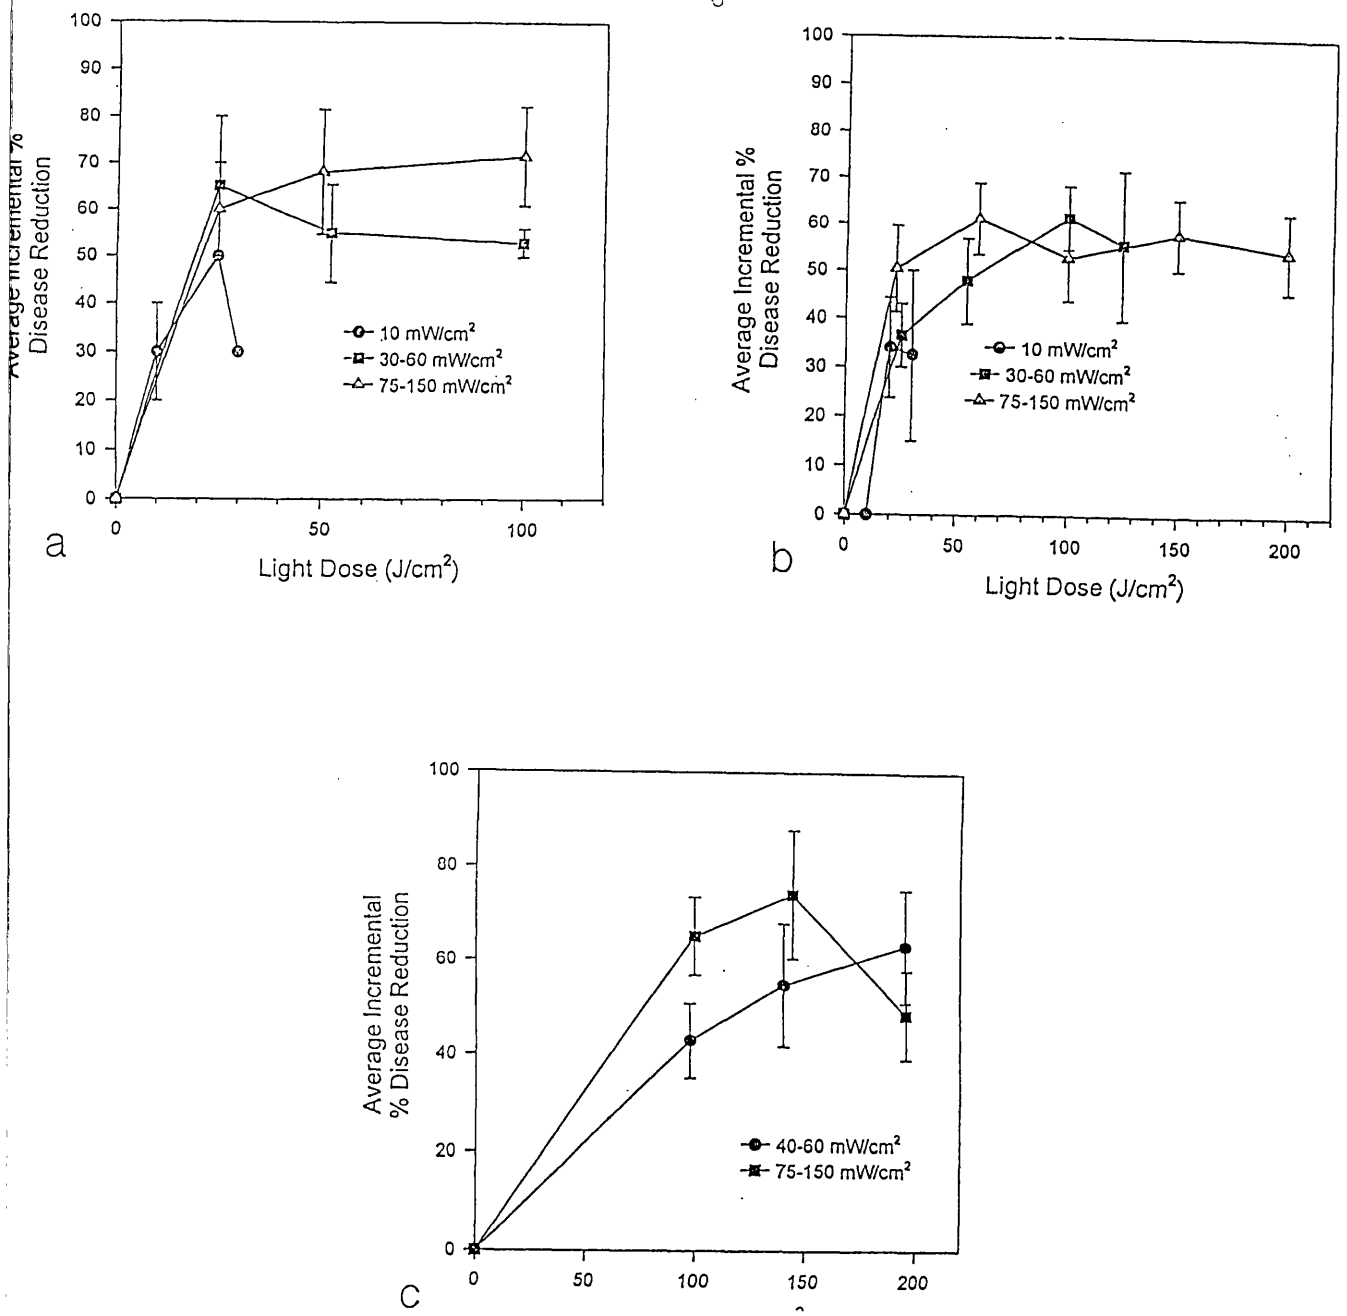 100
90
80
70
60
50
40
30
20
10
0
Average Incremental %
Disease Reduction
10 mW/cm²
30-60 mW/cm²
75-150 mW/cm²
0 50 100
Light Dose (J/cm²)
a
100
90
80
70
60
50
40
30
20
10
0
Average Incremental %
Disease Reduction
10 mW/cm²
30-60 mW/cm²
75-150 mW/cm²
0 50 100 150 200
Light Dose (J/cm²)
b
100
80
60
40
20
0
Average Incremental
% Disease Reduction
40-60 mW/cm²
75-150 mW/cm²
0 50 100 150 200
c